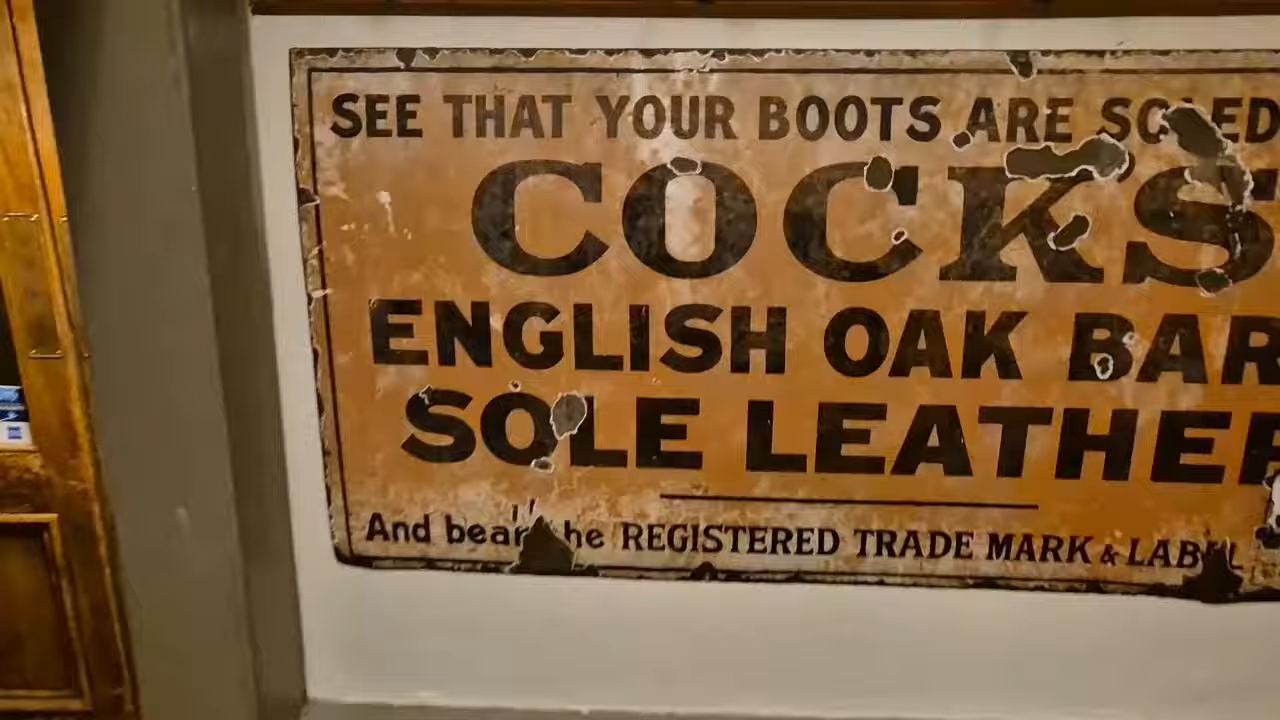 SEE THAT YOUR BOOTS ARE SOLED
COCKS
ENGLISH OAK BAR
SOLE LEATHER
And bear the REGISTERED TRADE MARK & LABEL